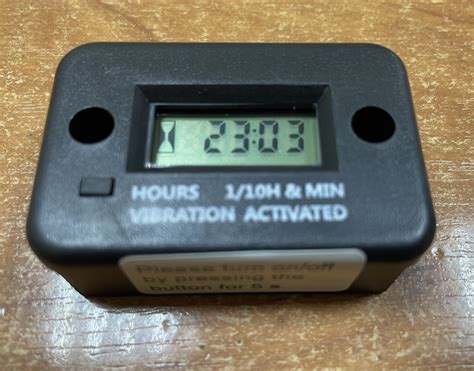 23:03
HOURS 1/10H & MIN
VIBRATION ACTIVATED
Please turn on/off
by pressing the
button for 5 s